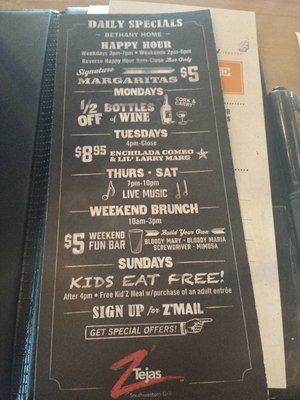 DAILY SPECIALS
BETHANY HOME
HAPPY HOUR
Weekdays 2pm-7pm • Weekends 2pm-6pm
Reverse Happy Hour 9pm-Close Bar Only
Signature
MARGARITAS $5
MONDAYS
1/2 OFF BOTTLES of WINE
CORK & CARRY!
TUESDAYS
4pm-Close
$8.95 ENCHILADA COMBO
& LIL' LARRY MARG
THURS • SAT
7pm-10pm
LIVE MUSIC
WEEKEND BRUNCH
10am-3pm
$5 WEEKEND FUN BAR
Build Your Own
BLOODY MARY • BLOODY MARIA
SCREWDRIVER • MIMOSA
SUNDAYS
KIDS EAT FREE!
After 4pm • Free Kid'Z Meal w/purchase of an adult entrée
SIGN UP for Z'MAIL
GET SPECIAL OFFERS!
Z Tejas
Southwestern Grill